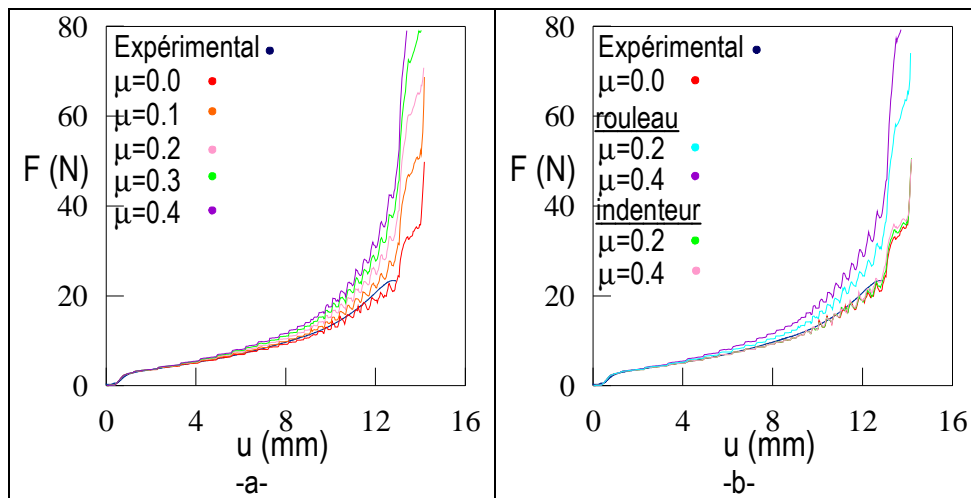 80
Expérimental
μ=0.0
60
μ=0.1
μ=0.2
F (N)
μ=0.3
40
μ=0.4
20
0
0 4 8 12 16
u (mm)
-a-
80
Expérimental
μ=0.0
60
rouleau
μ=0.2
F (N)
μ=0.4
40
indenteur
μ=0.2
μ=0.4
20
0
0 4 8 12 16
u (mm)
-b-